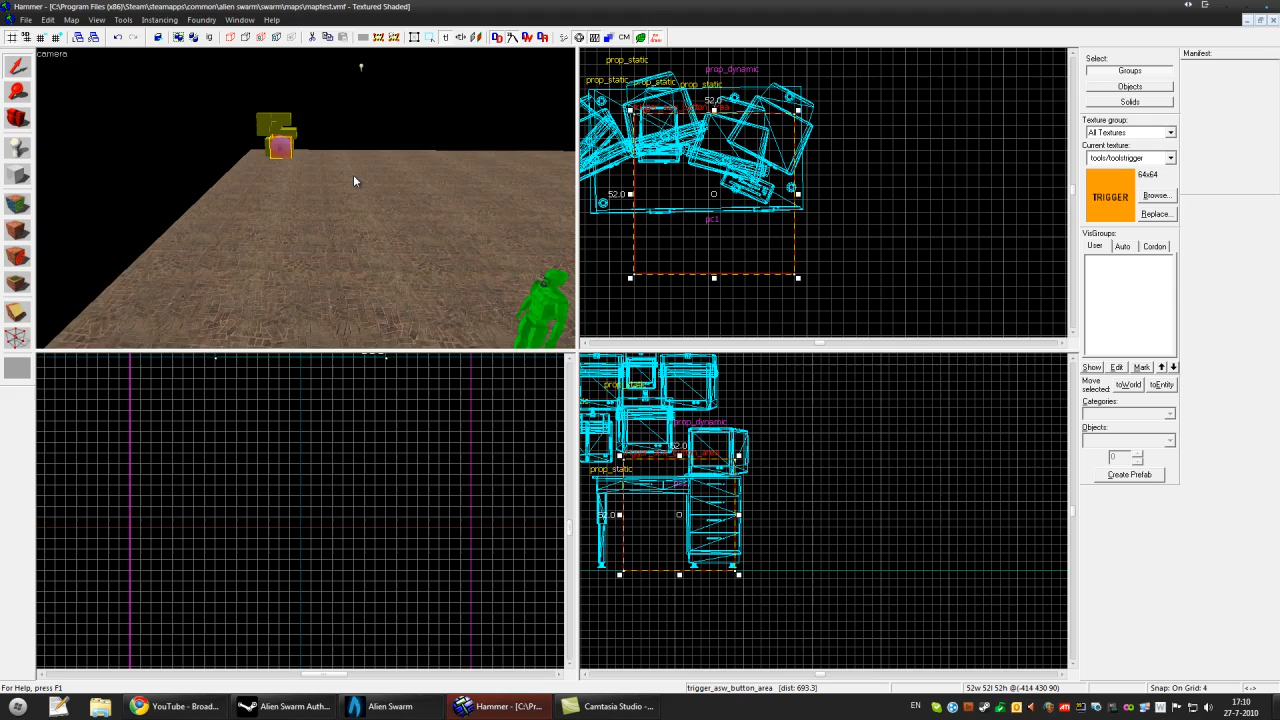 Hammer - [C:\Program Files (x86)\Steam\steamapps\common\alien swarm\swarm\maps\maptest.vmf - Textured Shaded]
File Edit Map View Tools Instancing Foundry Window Help
CM
camera
prop_static
prop_dynamic
prop_static
prop_static
prop_static
52.0
52.0
pc1
prop_static
prop_dynamic
52.0
trigger_asw_button_area
prop_static
52.0
Select:
Groups
Objects
Solids
Texture group:
All Textures
Current texture:
tools/toolstrigger
64x64
TRIGGER
Browse...
Replace...
VisGroups:
User Auto Cordon
Show Edit Mark
Move selected:
toWorld toEntity
Categories:
Objects:
0
Create Prefab
Manifest:
For Help, press F1
trigger_asw_button_area [dist: 693.3]
52w 52l 52h @(-414 430 90)
Snap: On Grid: 4
<->
YouTube - Broad...
Alien Swarm Auth...
Alien Swarm
Hammer - [C:\Pr...
Camtasia Studio -...
EN
17:10
27-7-2010